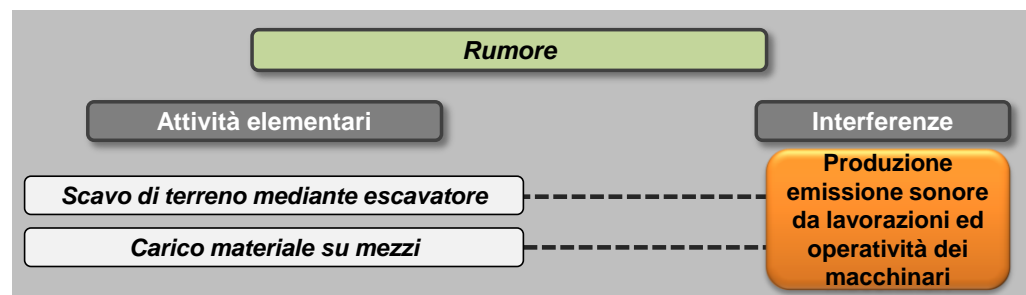 Rumore
Attività elementari
Interferenze
Scavo di terreno mediante escavatore
Carico materiale su mezzi
Produzione
emissione sonore
da lavorazioni ed
operatività dei
macchinari